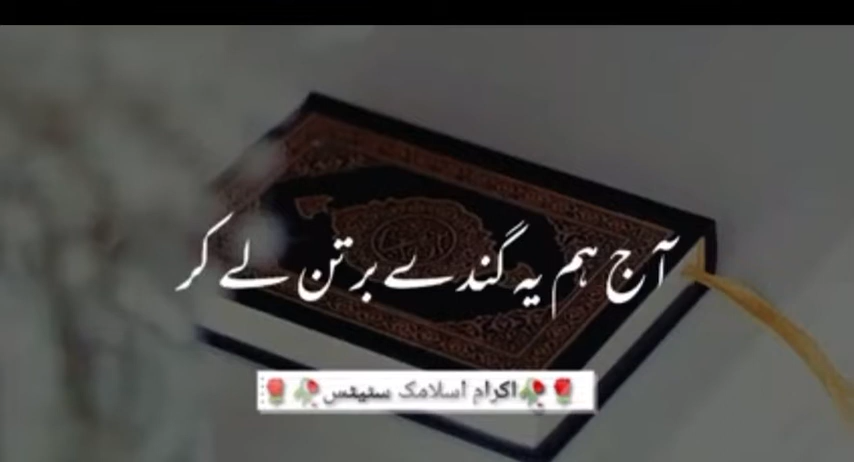 آج ہم یہ گندے برتن لے کر
🌹🥀اکرام اسلامک سٹیٹس🥀🌹